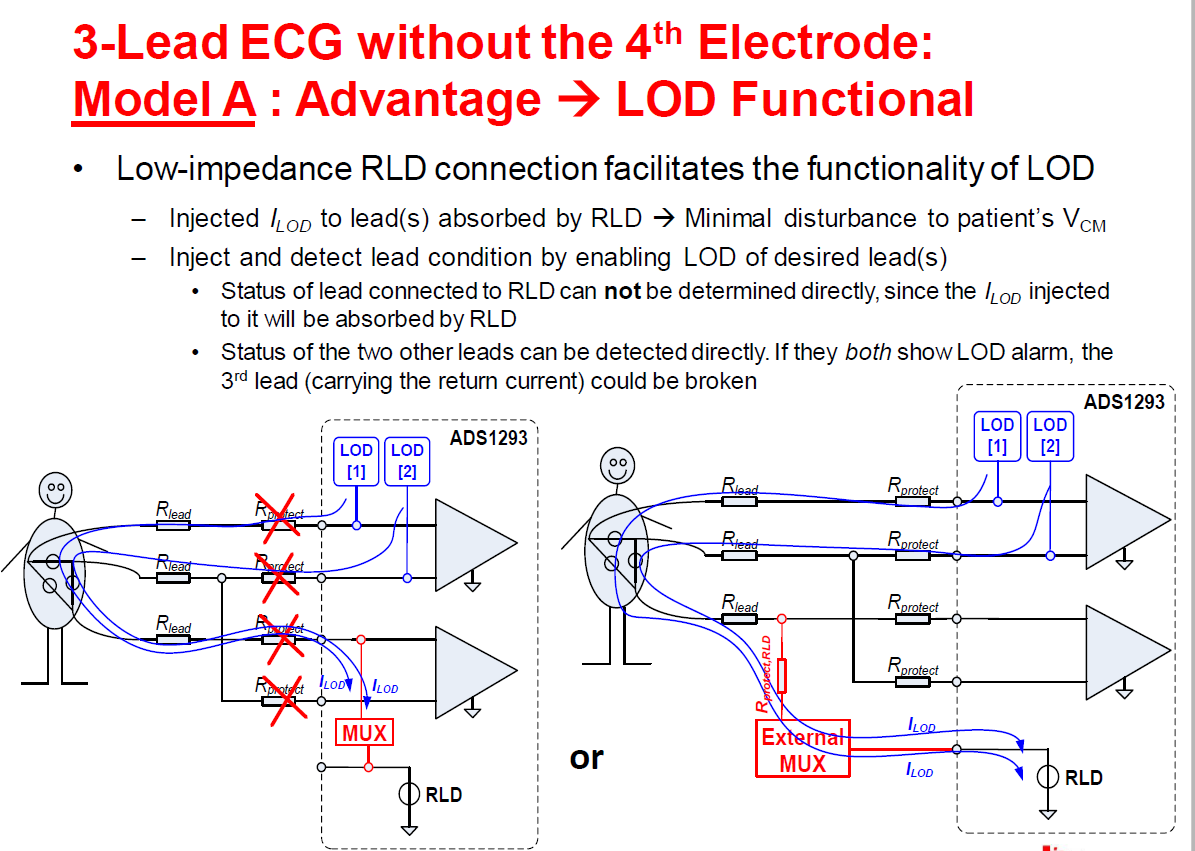 3-Lead ECG without the 4th Electrode:
Model A : Advantage → LOD Functional
• Low-impedance RLD connection facilitates the functionality of LOD
– Injected ILOD to lead(s) absorbed by RLD → Minimal disturbance to patient's VCM
– Inject and detect lead condition by enabling LOD of desired lead(s)
• Status of lead connected to RLD can not be determined directly, since the ILOD injected
to it will be absorbed by RLD
• Status of the two other leads can be detected directly. If they both show LOD alarm, the
3rd lead (carrying the return current) could be broken
ADS1293
LOD
[1]
LOD
[2]
Rlead
Rprotect
Rlead
Rprotect
Rlead
Rprotect
Rprotect
ILOD
ILOD
MUX
RLD
or
ADS1293
LOD
[1]
LOD
[2]
Rlead
Rprotect
Rlead
Rprotect
Rlead
Rprotect
Rprotect,RLD
Rprotect
External
MUX
ILOD
ILOD
RLD